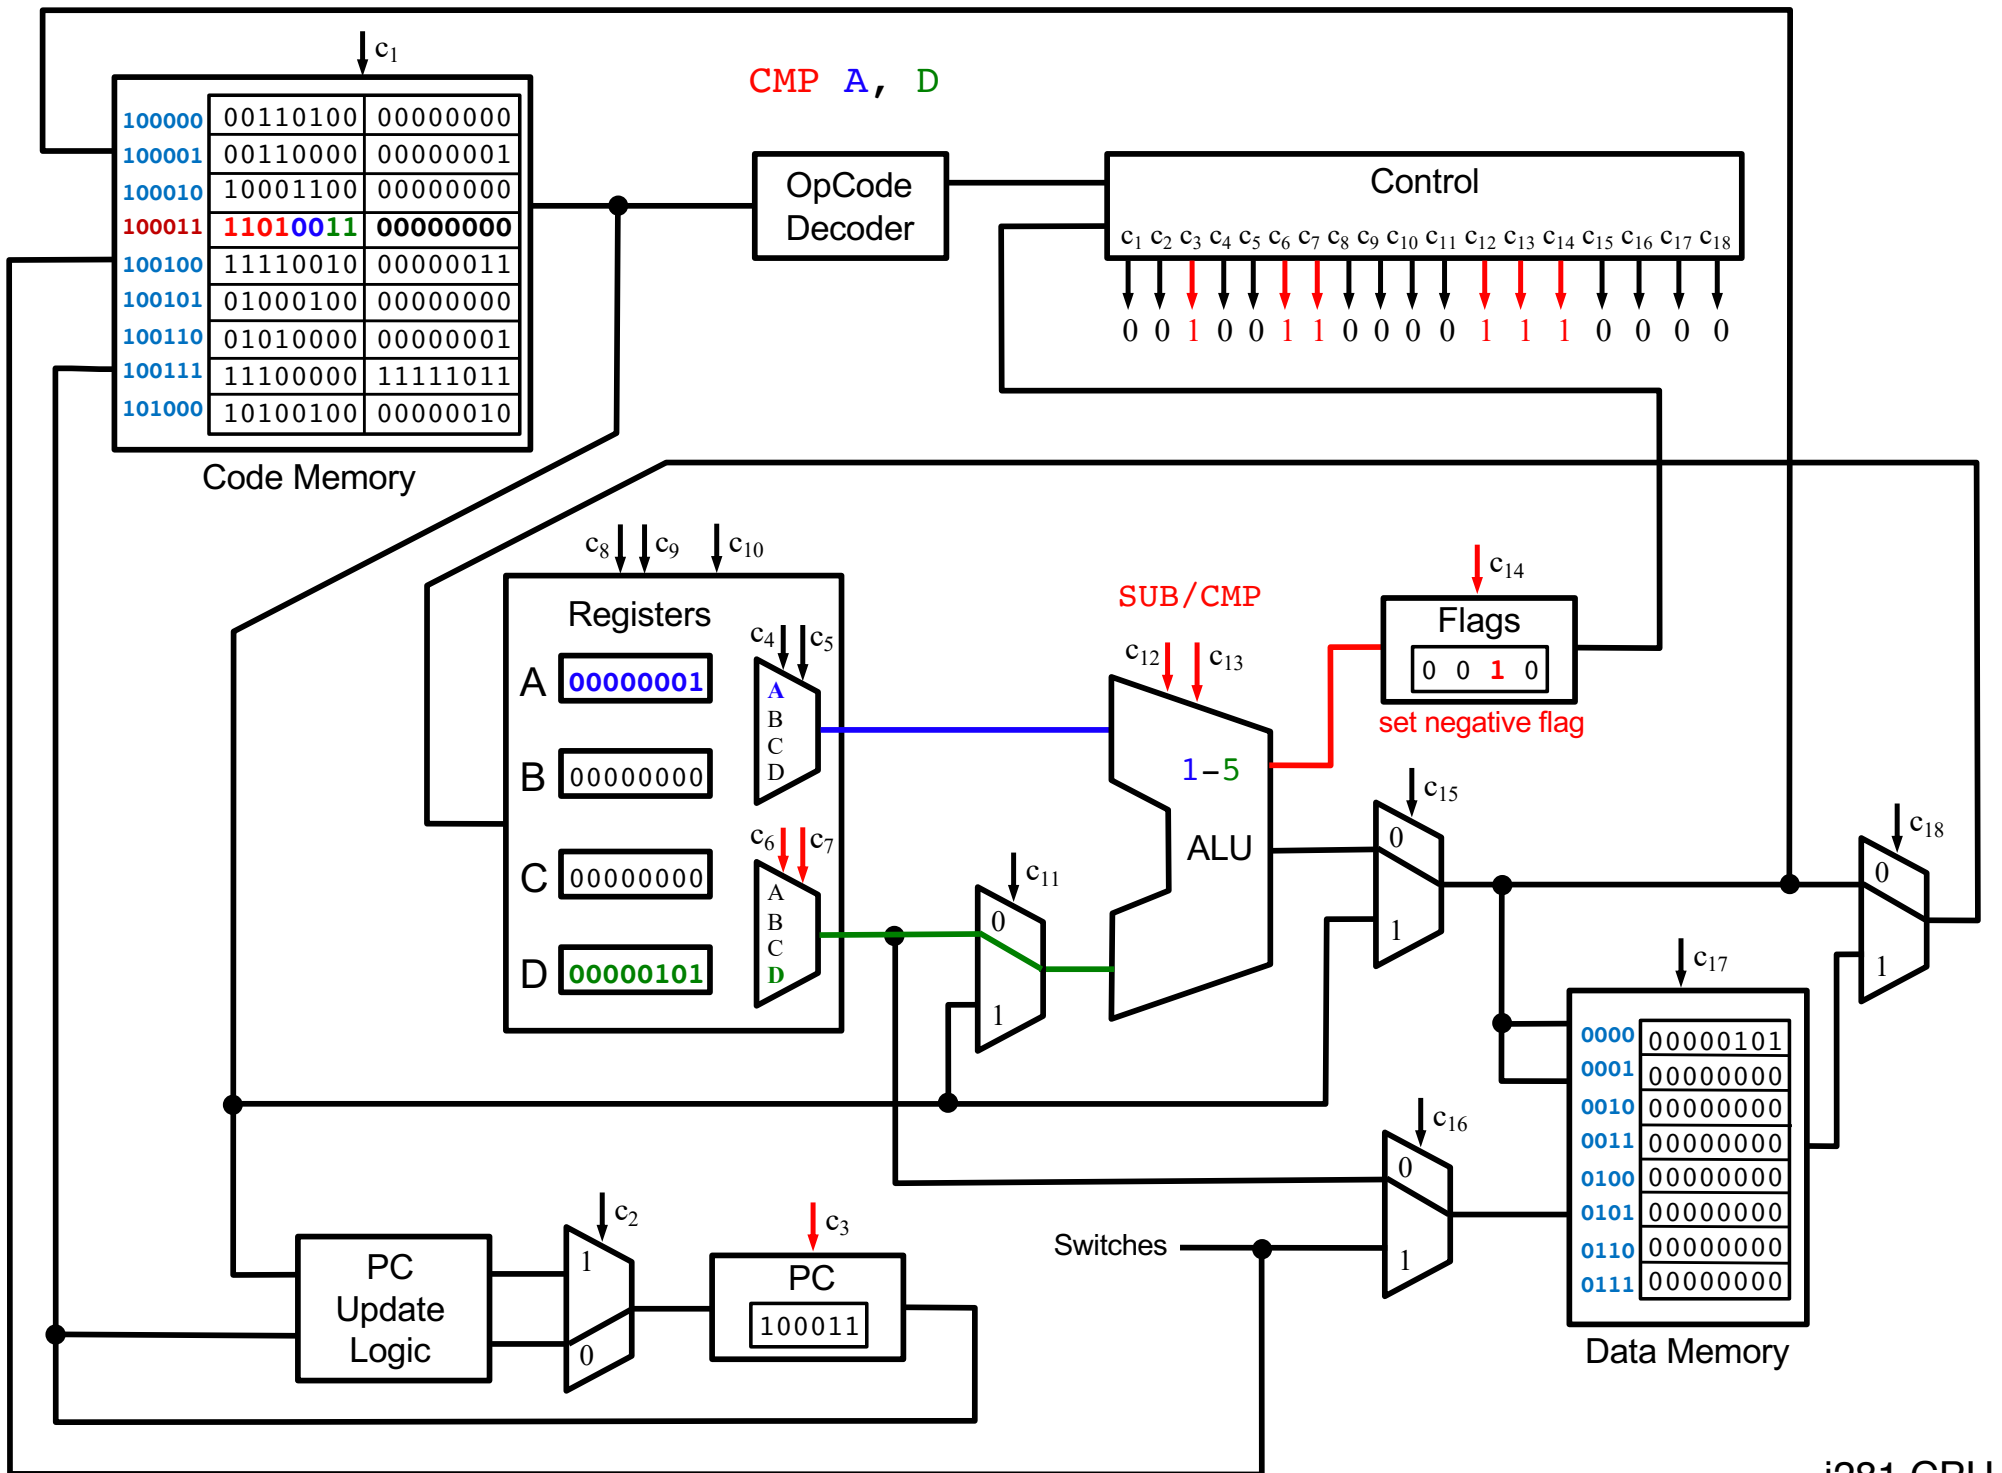 c1
CMP A, D
100000 00110100 00000000
100001 00110000 00000001
100010 10001100 00000000
100011 11010011 00000000
100100 11110010 00000011
100101 01000100 00000000
100110 01010000 00000001
100111 11100000 11111011
101000 10100100 00000010
Code Memory
OpCode
Decoder
Control
c1 c2 c3 c4 c5 c6 c7 c8 c9 c10 c11 c12 c13 c14 c15 c16 c17 c18
0 0 1 0 0 1 1 0 0 0 0 1 1 1 0 0 0 0
c8 c9 c10
Registers
c4 c5
A 00000001
B 00000000
C 00000000
D 00000101
A
B
C
D
c6 c7
A
B
C
D
c11
0
1
SUB/CMP
c12 c13
1-5
ALU
c14
Flags
0 0 1 0
set negative flag
c15
0
1
c18
0
1
c17
0000 00000101
0001 00000000
0010 00000000
0011 00000000
0100 00000000
0101 00000000
0110 00000000
0111 00000000
Data Memory
c16
0
1
Switches
PC
Update
Logic
c2
1
0
c3
PC
100011